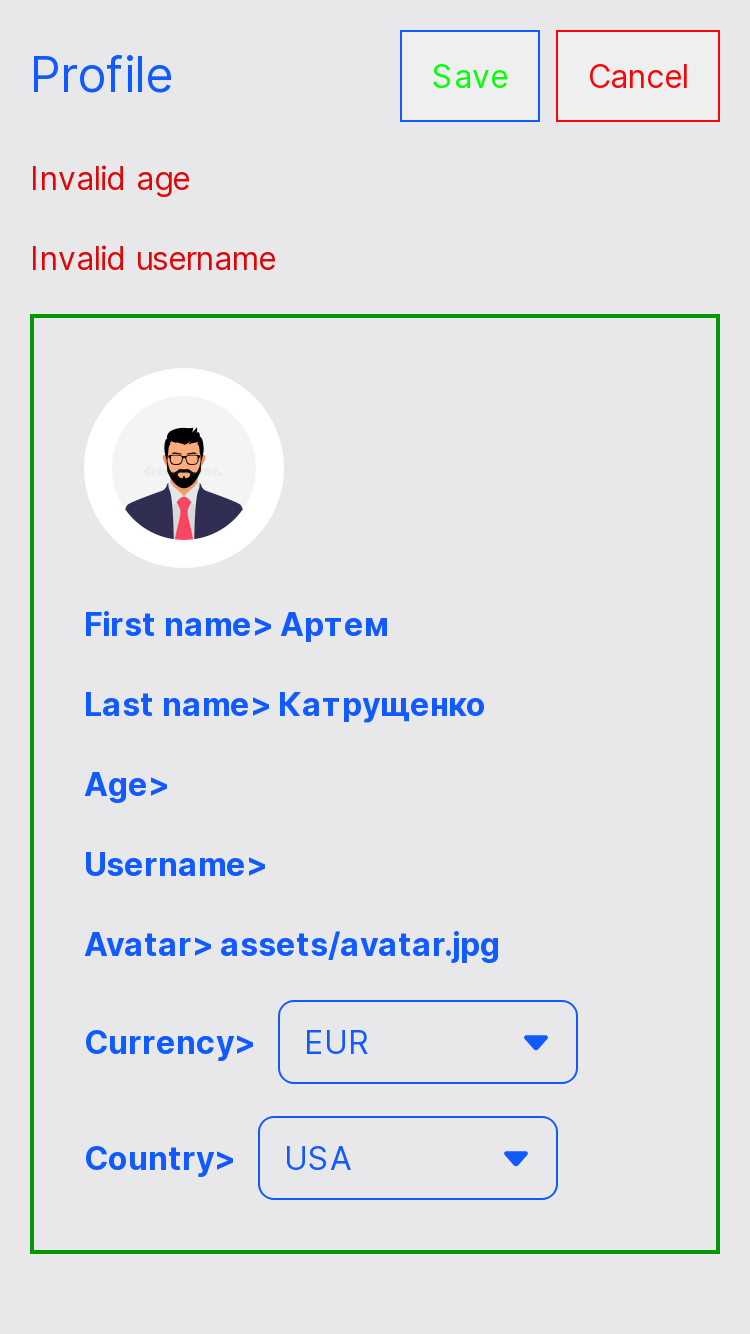 Profile
Save
Cancel
Invalid age
Invalid username
First name> Артем
Last name> Катрущенко
Age>
Username>
Avatar> assets/avatar.jpg
Currency> EUR
Country> USA